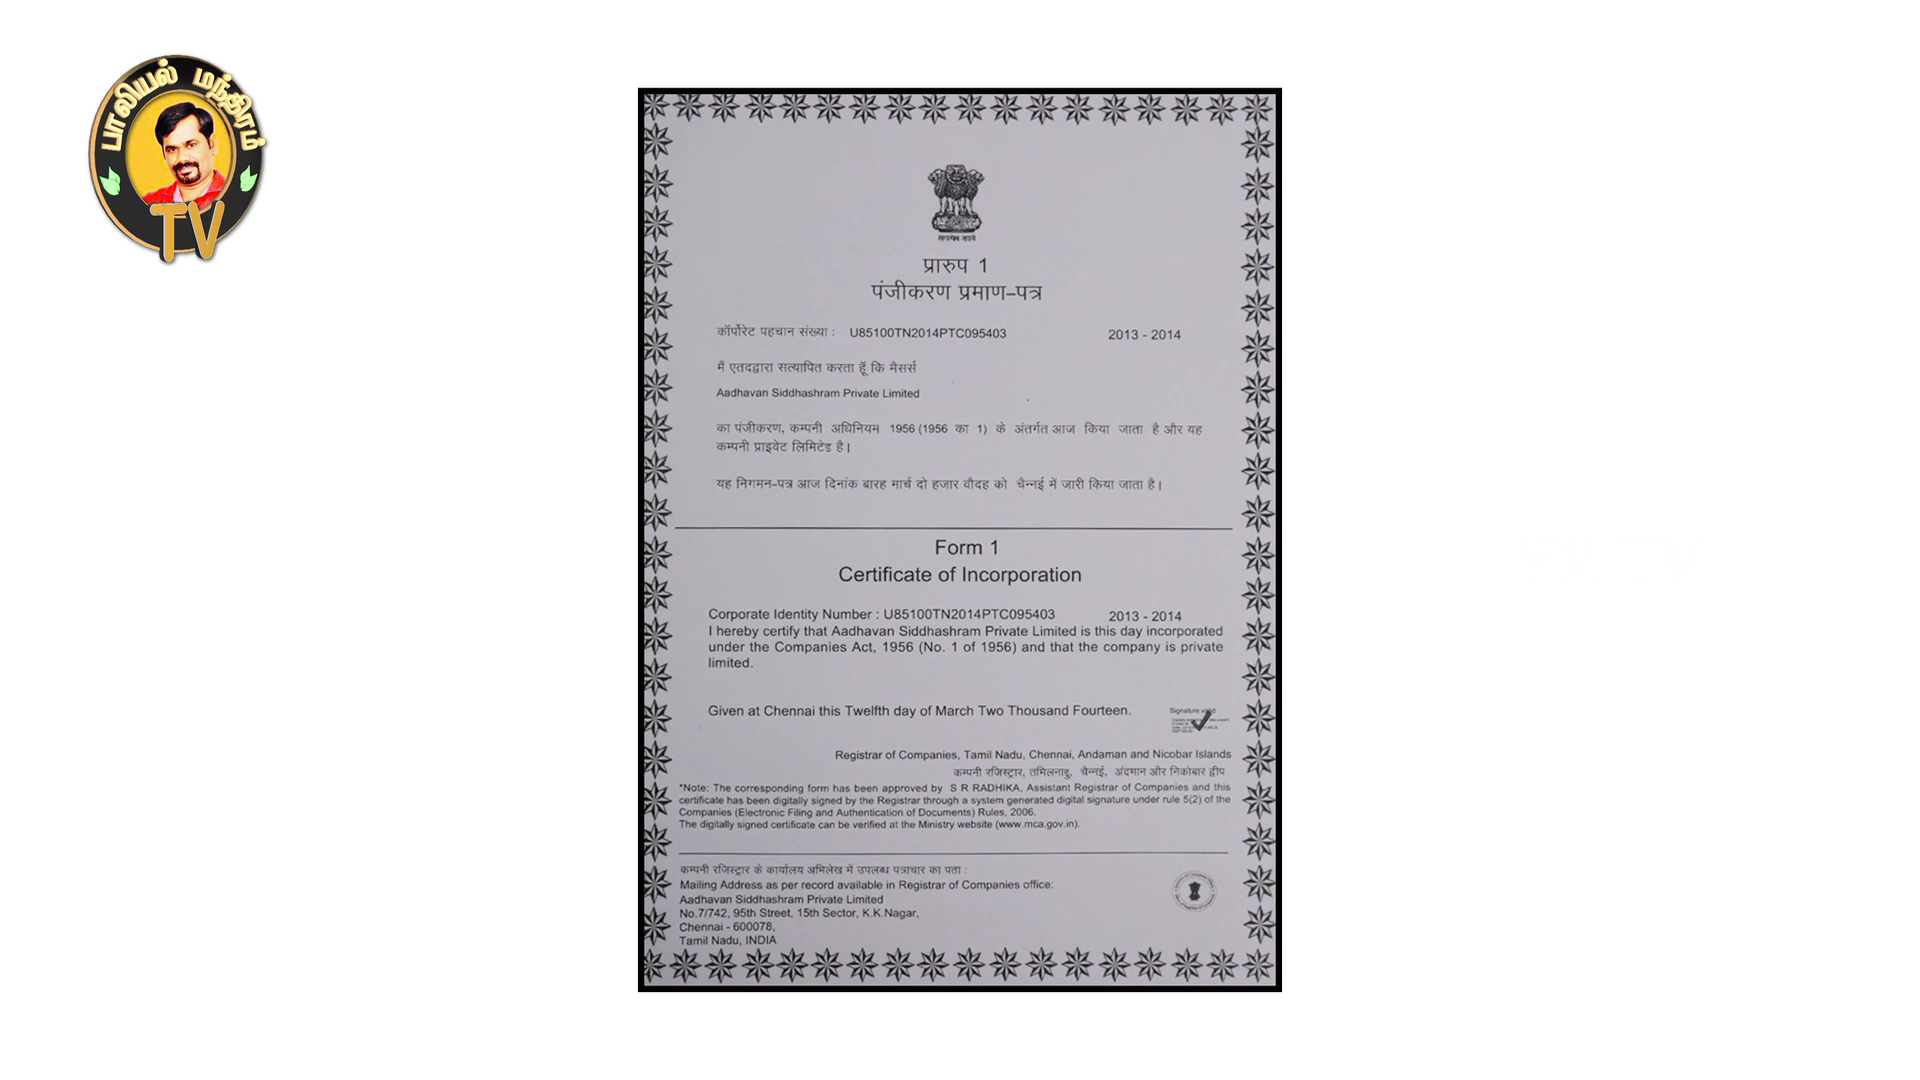 பாலியல் மந்திரம்
TV
सत्यमेव जयते
प्रारुप 1
पंजीकरण प्रमाण-पत्र
कॉर्पोरेट पहचान संख्या : U85100TN2014PTC095403 2013 - 2014
मैं एतदद्वारा सत्यापित करता हूँ कि मैसर्स
Aadhavan Siddhashram Private Limited
का पंजीकरण, कम्पनी अधिनियम 1956 (1956 का 1) के अंतर्गत आज किया जाता है और यह
कम्पनी प्राइवेट लिमिटेड है।
यह निगमन-पत्र आज दिनांक बारह मार्च दो हजार चौदह को चैन्नई में जारी किया जाता है।
Form 1
Certificate of Incorporation
Corporate Identity Number : U85100TN2014PTC095403 2013 - 2014
I hereby certify that Aadhavan Siddhashram Private Limited is this day incorporated
under the Companies Act, 1956 (No. 1 of 1956) and that the company is private
limited.
Given at Chennai this Twelfth day of March Two Thousand Fourteen.
Signature valid
Registrar of Companies, Tamil Nadu, Chennai, Andaman and Nicobar Islands
कम्पनी रजिस्ट्रार, तमिलनाडु, चैन्नई, अंदमान और निकोबार द्वीप
*Note: The corresponding form has been approved by S R RADHIKA, Assistant Registrar of Companies and this
certificate has been digitally signed by the Registrar through a system generated digital signature under rule 5(2) of the
Companies (Electronic Filing and Authentication of Documents) Rules, 2006.
The digitally signed certificate can be verified at the Ministry website (www.mca.gov.in).
कम्पनी रजिस्ट्रार के कार्यालय अभिलेख में उपलब्ध पत्राचार का पता :
Mailing Address as per record available in Registrar of Companies office:
Aadhavan Siddhashram Private Limited
No.7/742, 95th Street, 15th Sector, K.K.Nagar,
Chennai - 600078,
Tamil Nadu, INDIA